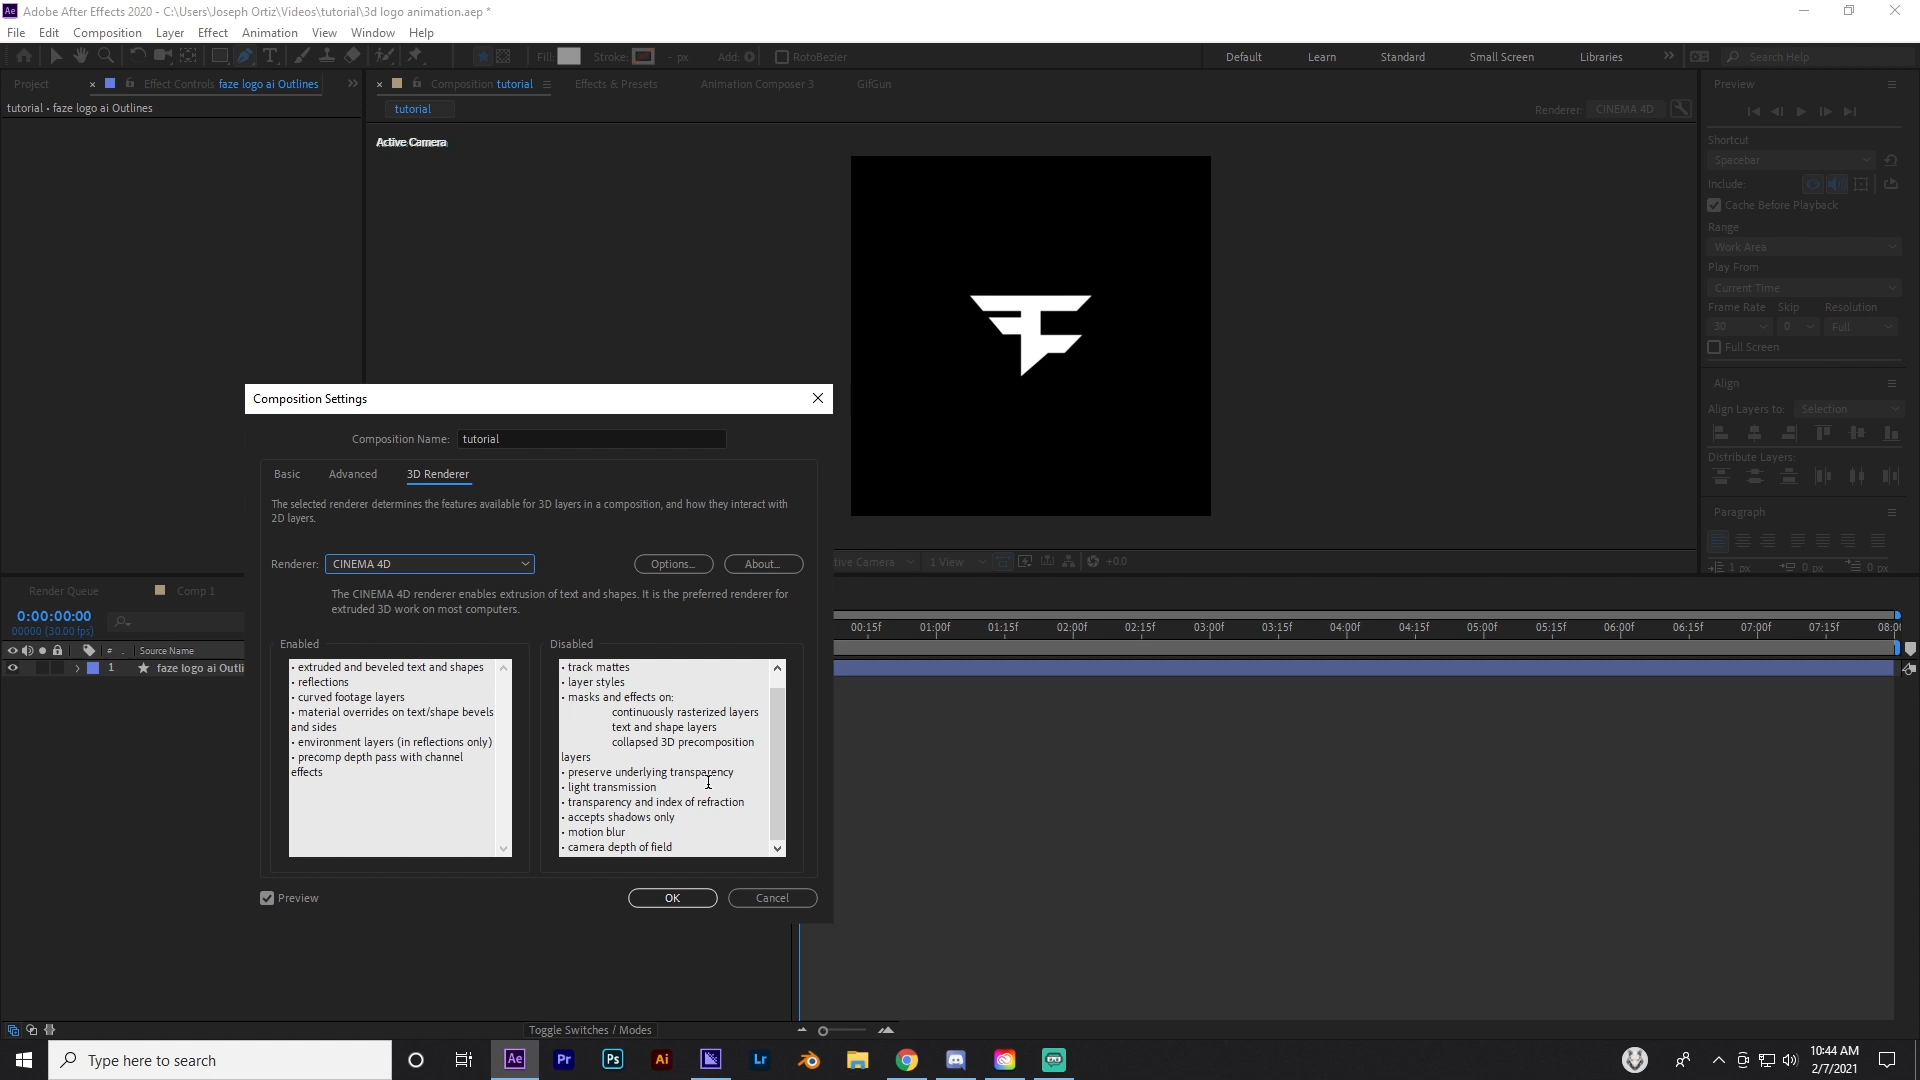 Adobe After Effects 2020 - C:\Users\Joseph Ortiz\Videos\tutorial\3d logo animation.aep *
File Edit Composition Layer Effect Animation View Window Help
Fill: Stroke: - px Add: RotoBezier Default Learn Standard Small Screen Libraries Search Help
Project Effect Controls faze logo ai Outlines Composition tutorial Effects & Presets Animation Composer 3 GifGun Preview
tutorial • faze logo ai Outlines
tutorial
Renderer: CINEMA 4D
Active Camera
Shortcut
Spacebar
Include:
Cache Before Playback
Range
Work Area
Play From
Current Time
Frame Rate Skip Resolution
30 0 Full
Full Screen
Align
Align Layers to: Selection
Distribute Layers:
Paragraph
1 px 0 px 0 px
Composition Settings
Composition Name: tutorial
Basic Advanced 3D Renderer
The selected renderer determines the features available for 3D layers in a composition, and how they interact with
2D layers.
Renderer: CINEMA 4D Options... About...
The CINEMA 4D renderer enables extrusion of text and shapes. It is the preferred renderer for
extruded 3D work on most computers.
Enabled
• extruded and beveled text and shapes
• reflections
• curved footage layers
• material overrides on text/shape bevels
and sides
• environment layers (in reflections only)
• precomp depth pass with channel
effects
Disabled
• track mattes
• layer styles
• masks and effects on:
continuously rasterized layers
text and shape layers
collapsed 3D precomposition
layers
• preserve underlying transparency
• light transmission
• transparency and index of refraction
• accepts shadows only
• motion blur
• camera depth of field
Preview OK Cancel
tive Camera 1 View +0.0
Render Queue Comp 1
0:00:00:00
00000 (30.00 fps)
# . Source Name
1 faze logo ai Outli
00:15f 01:00f 01:15f 02:00f 02:15f 03:00f 03:15f 04:00f 04:15f 05:00f 05:15f 06:00f 06:15f 07:00f 07:15f 08:0
Toggle Switches / Modes
Type here to search
Ae Pr Ps Ai Lr
10:44 AM
2/7/2021